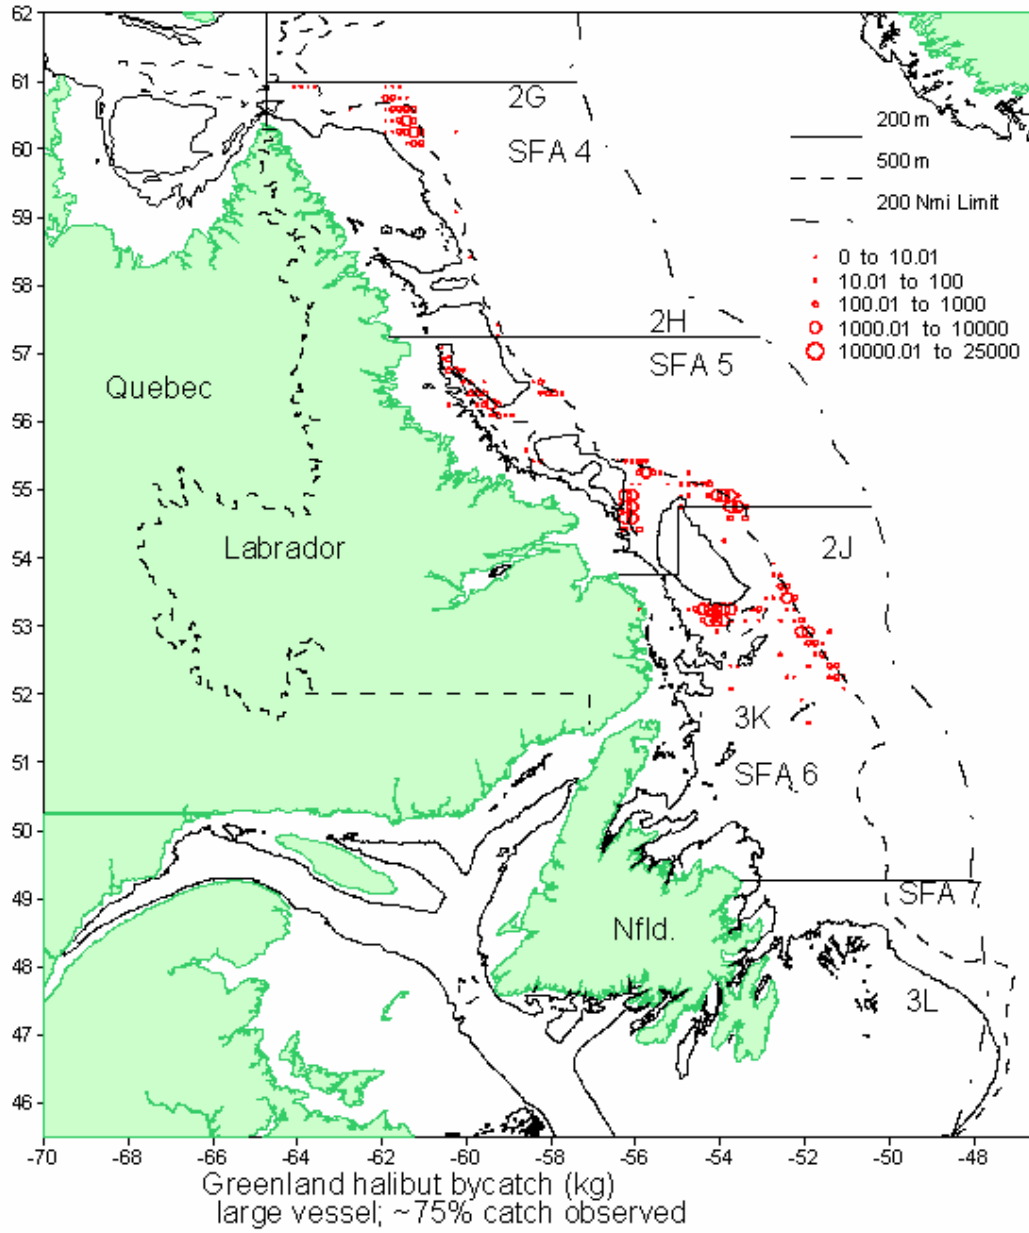 62
61
60
59
58
57
56
55
54
53
52
51
50
49
48
47
46
2G
SFA 4
200 m
500 m
200 Nmi Limit
0 to 10.01
10.01 to 100
100.01 to 1000
1000.01 to 10000
10000.01 to 25000
2H
SFA 5
Quebec
Labrador
2J
3K
SFA 6
SFA 7
Nfld.
3L
-70 -68 -66 -64 -62 -60 -58 -56 -54 -52 -50 -48
Greenland halibut bycatch (kg)
large vessel; ~75% catch observed